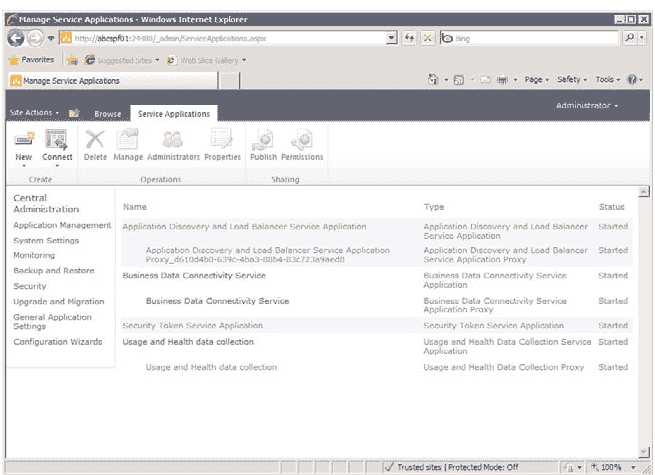 Manage Service Applications - Windows Internet Explorer
http://abcspf01:24480/_admin/ServiceApplications.aspx
Bing
Favorites Suggested Sites Web Slice Gallery
Manage Service Applications
Page Safety Tools
Administrator
Site Actions Browse Service Applications
New Connect Delete Manage Administrators Properties Publish Permissions
Create Operations Sharing
Central
Administration
Application Management
System Settings
Monitoring
Backup and Restore
Security
Upgrade and Migration
General Application
Settings
Configuration Wizards
Name Type Status
Application Discovery and Load Balancer Service Application Application Discovery and Load Balancer Started
Service Application
Application Discovery and Load Balancer Service Application Application Discovery and Load Balancer Started
Proxy_d610d4b0-639c-4ba3-88b4-83c723a9aed8 Service Application Proxy
Business Data Connectivity Service Business Data Connectivity Service Started
Application
Business Data Connectivity Service Business Data Connectivity Service Started
Application Proxy
Security Token Service Application Security Token Service Application Started
Usage and Health data collection Usage and Health Data Collection Service Started
Application
Usage and Health data collection Usage and Health Data Collection Proxy Started
Trusted sites | Protected Mode: Off 100%